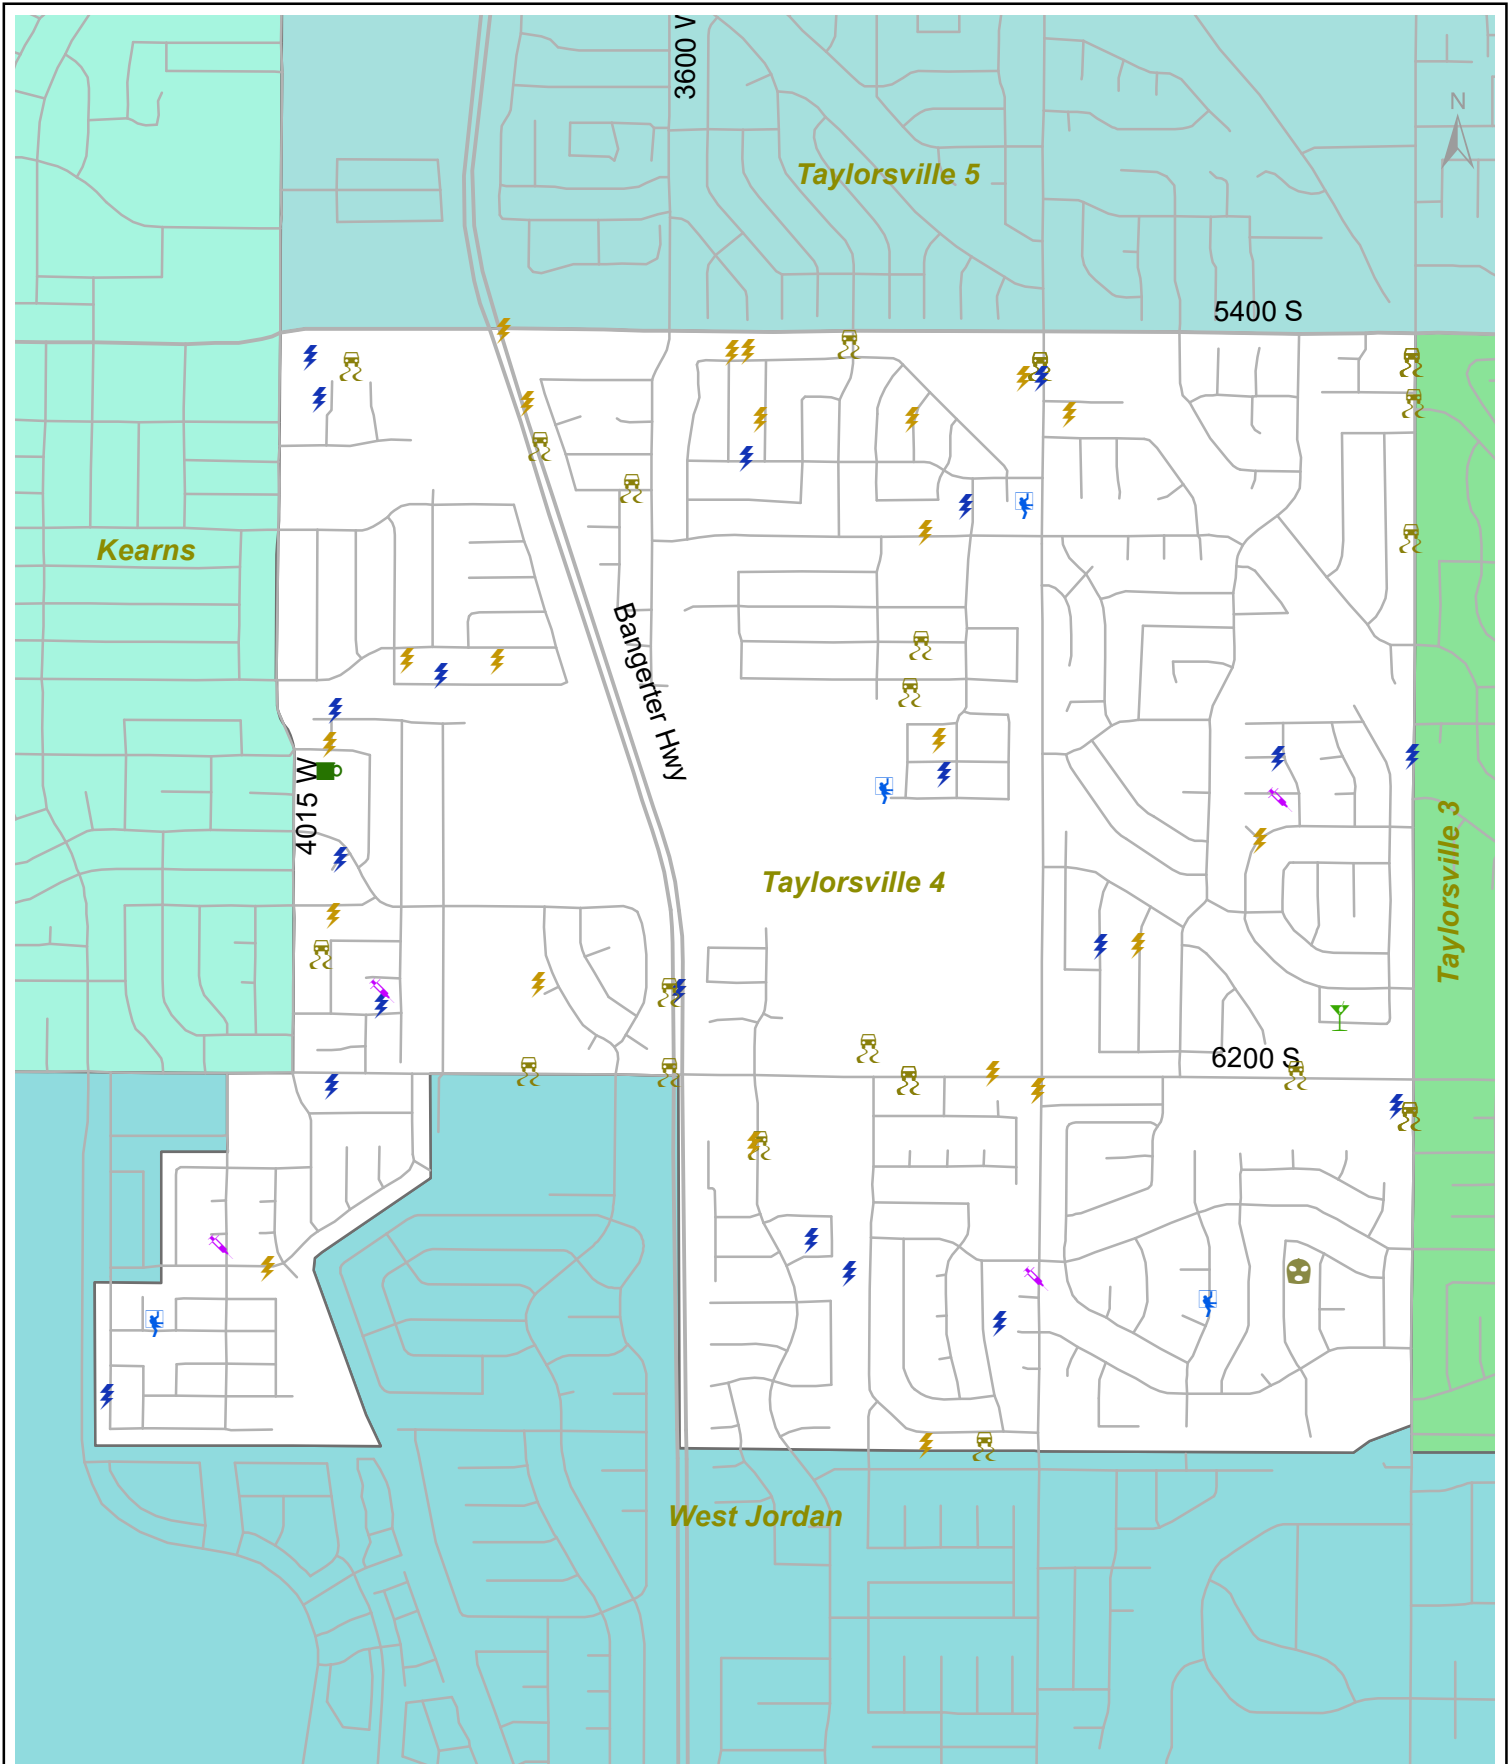 3600 W
N
Taylorsville 5
5400 S
Kearns
Bangerter Hwy
4015 W
Taylorsville 3
Taylorsville 4
6200 S
West Jordan